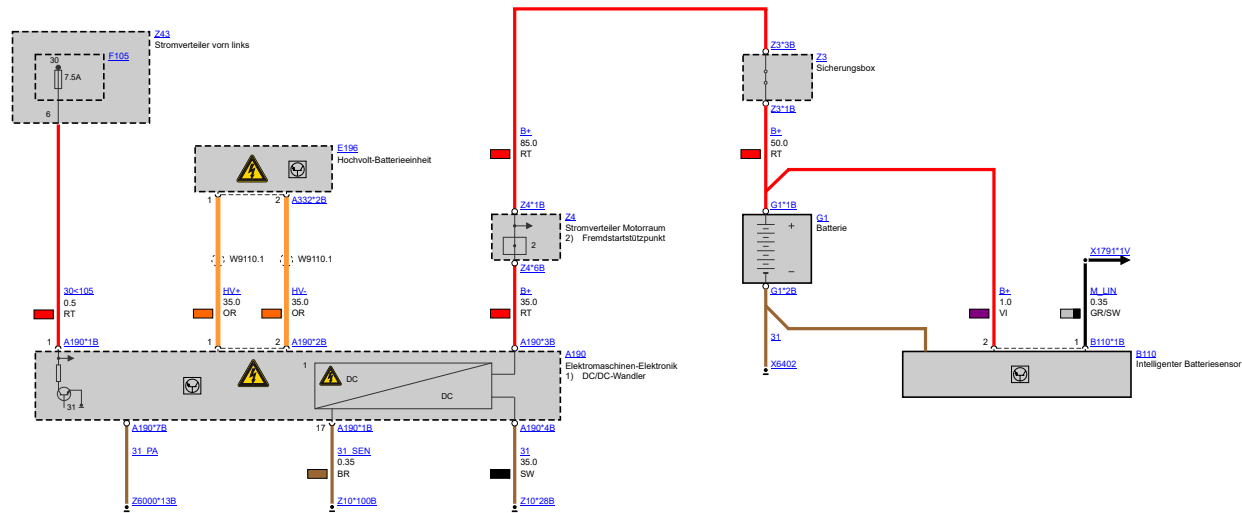 Z43
Stromverteiler vorn links
F105
30
7.5A
6
30<105
0.5
RT
1
A190*1B
E196
Hochvolt-Batterieeinheit
1
2
A332*2B
W9110.1
W9110.1
HV+
35.0
OR
HV-
35.0
OR
1
2
A190*2B
B+
85.0
RT
Z4*1B
Z4
Stromverteiler Motorraum
2) Fremdstartstützpunkt
2
Z4*6B
B+
35.0
RT
A190*3B
Z3*3B
Z3
Sicherungsbox
Z3*1B
B+
50.0
RT
G1*1B
G1
Batterie
+
–
G1*2B
31
X6402
X1791*1V
B+
1.0
VI
M_LIN
0.35
GR/SW
2
1
B110*1B
B110
Intelligenter Batteriesensor
A190
Elektromaschinen-Elektronik
1) DC/DC-Wandler
31
1
DC
DC
A190*7B
17
A190*1B
A190*4B
31_PA
31_SEN
0.35
BR
31
35.0
SW
Z6000*13B
Z10*100B
Z10*28B